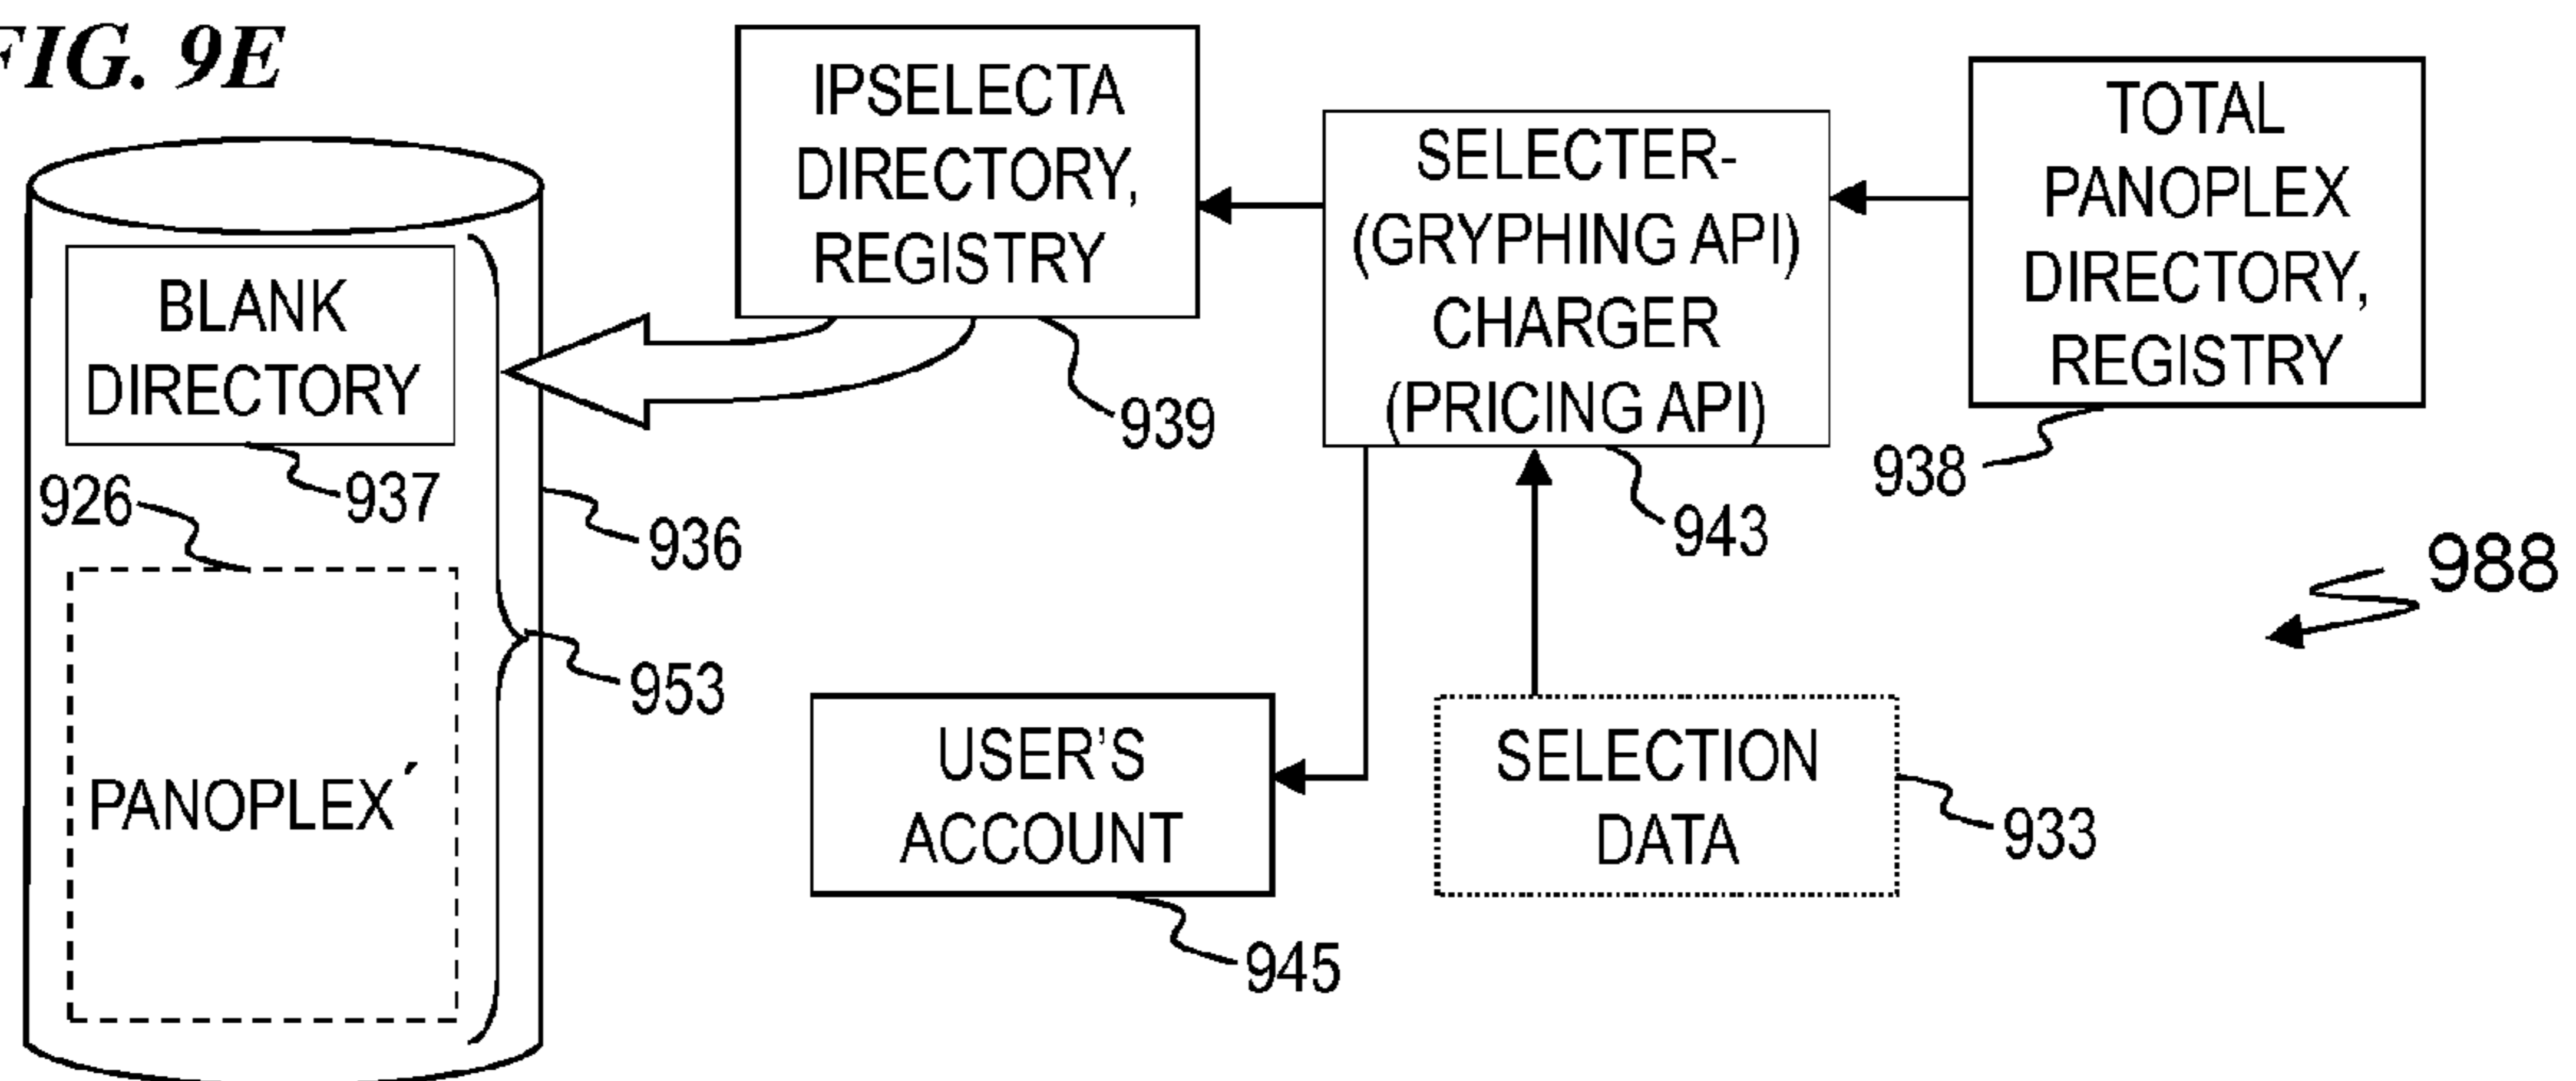 FIG. 9E
IPSELECTA
DIRECTORY,
REGISTRY
939
SELECTER-
(GRYPHING API)
CHARGER
(PRICING API)
943
TOTAL
PANOPLEX
DIRECTORY,
REGISTRY
938
BLANK
DIRECTORY
937
926
936
953
PANOPLEX´
USER’S
ACCOUNT
945
SELECTION
DATA
933
988